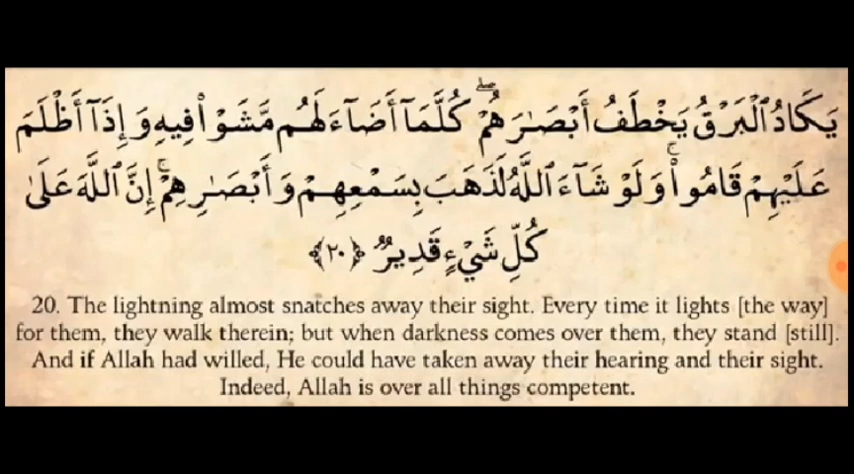 يَكَادُ ٱلْبَرْقُ يَخْطَفُ أَبْصَـٰرَهُمْ ۖ كُلَّمَآ أَضَآءَ لَهُم مَّشَوْا۟ فِيهِ وَإِذَآ أَظْلَمَ
عَلَيْهِمْ قَامُوا۟ ۚ وَلَوْ شَآءَ ٱللَّهُ لَذَهَبَ بِسَمْعِهِمْ وَأَبْصَـٰرِهِمْ ۚ إِنَّ ٱللَّهَ عَلَىٰ
كُلِّ شَىْءٍ قَدِيرٌ ﴿٢٠﴾
20. The lightning almost snatches away their sight. Every time it lights [the way]
for them, they walk therein; but when darkness comes over them, they stand [still].
And if Allah had willed, He could have taken away their hearing and their sight.
Indeed, Allah is over all things competent.